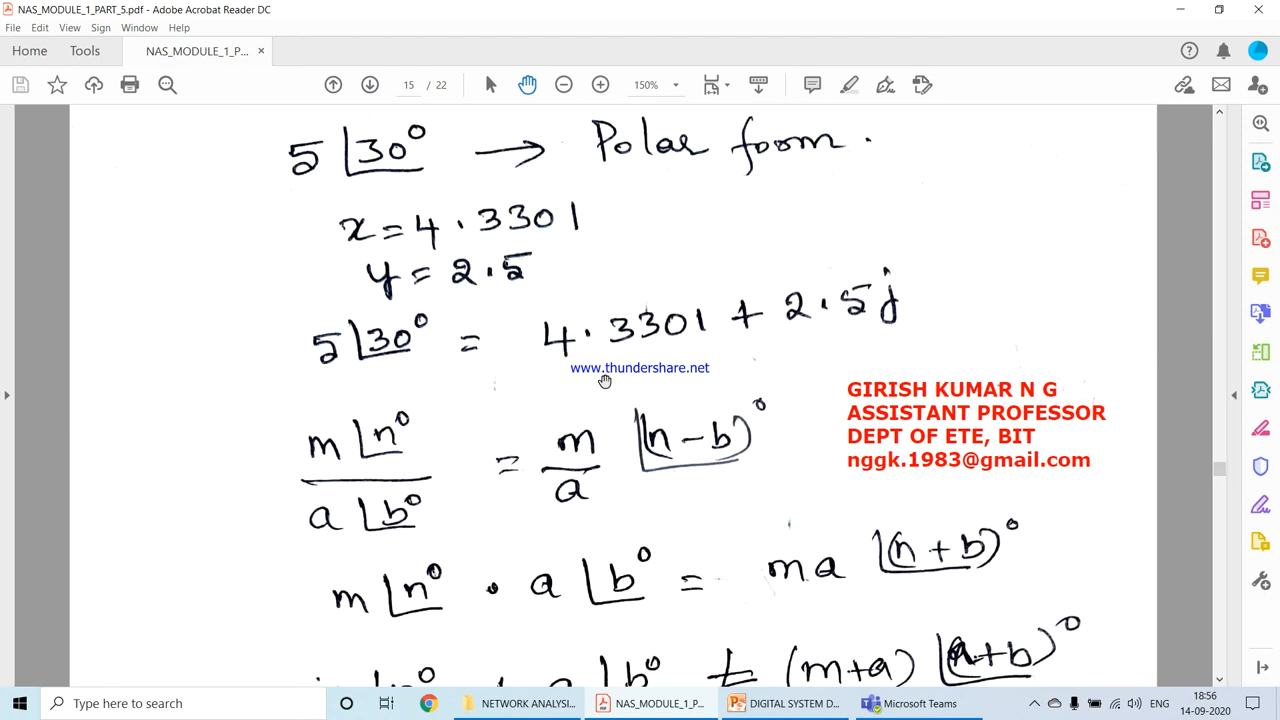 NAS_MODULE_1_PART_5.pdf - Adobe Acrobat Reader DC
File Edit View Sign Window Help
Home Tools NAS_MODULE_1_P... ×
15 / 22 150%
5∠30° → Polar form.
x = 4.3301
y = 2.5
5∠30° = 4.3301 + 2.5j
www.thundershare.net
GIRISH KUMAR N G
ASSISTANT PROFESSOR
DEPT OF ETE, BIT
nggk.1983@gmail.com
m∠n° / a∠b° = m/a ∠(n-b)°
m∠n° . a∠b° = ma ∠(n+b)°
∠n° + a∠b° ≠ (m+a) ∠(n+b)°
Type here to search
NETWORK ANALYSI...
NAS_MODULE_1_P...
DIGITAL SYSTEM D...
Microsoft Teams
18:56
14-09-2020